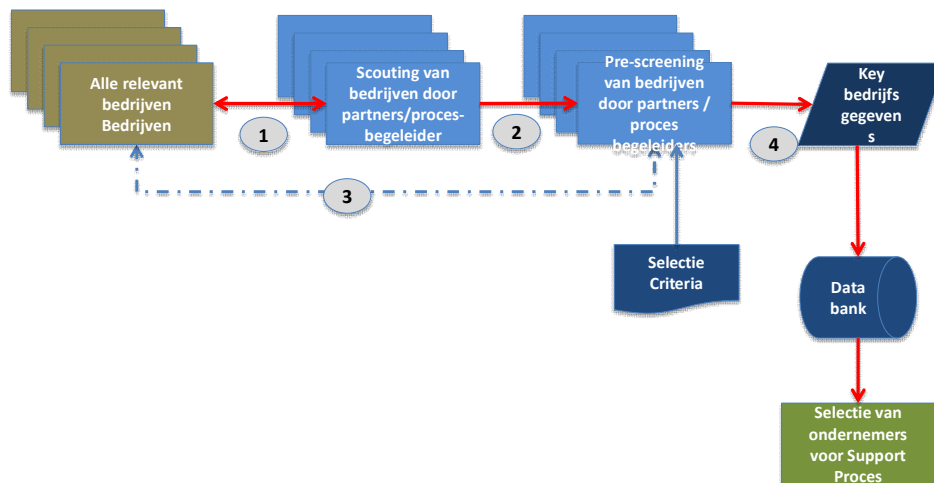 Alle relevant
bedrijven
Bedrijven
1
Scouting van
bedrijven door
partners/proces-
begeleider
2
Pre-screening
van bedrijven
door partners /
proces
begeleiders
4
Key
bedrijfs
gegeven
s
3
Selectie
Criteria
Data
bank
Selectie van
ondernemers
voor Support
Proces